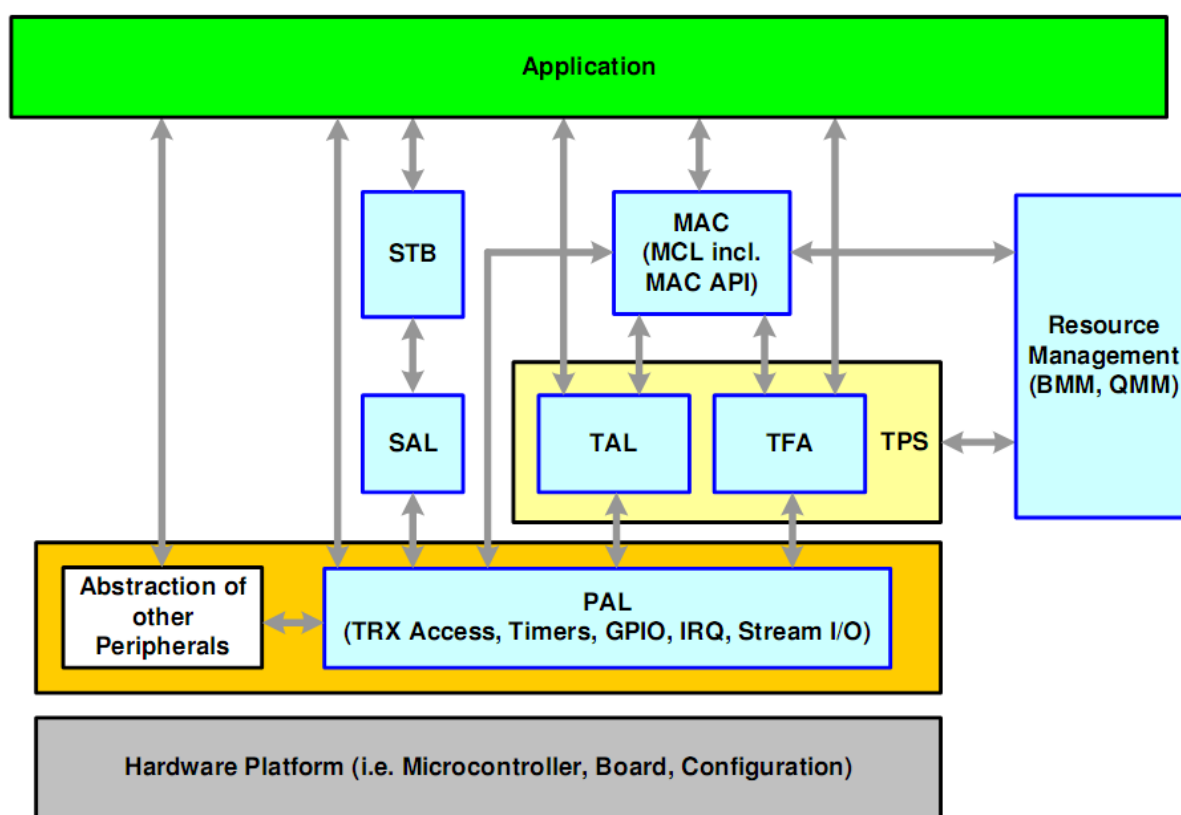 Application
STB
MAC
(MCL incl.
MAC API)
Resource
Management
(BMM, QMM)
SAL
TAL
TFA
TPS
Abstraction of
other
Peripherals
PAL
(TRX Access, Timers, GPIO, IRQ, Stream I/O)
Hardware Platform (i.e. Microcontroller, Board, Configuration)